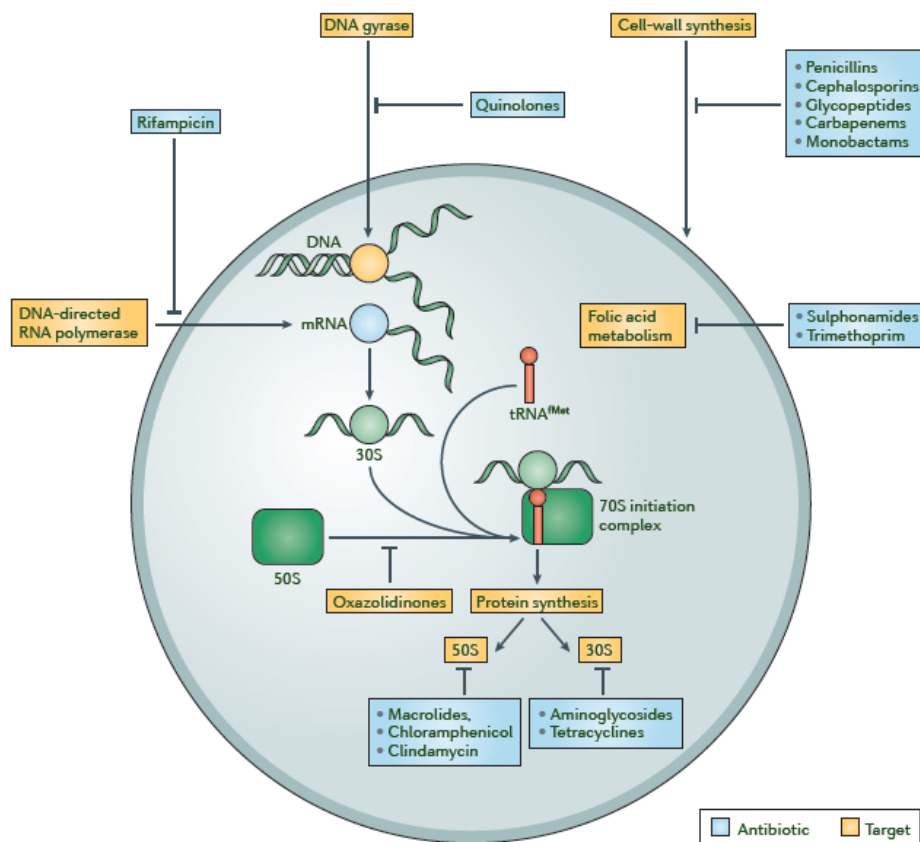 DNA gyrase
Cell-wall synthesis
• Penicillins
• Cephalosporins
• Glycopeptides
• Carbapenems
• Monobactams
Quinolones
Rifampicin
DNA
DNA-directed
RNA polymerase
mRNA
Folic acid
metabolism
• Sulphonamides
• Trimethoprim
tRNAfMet
30S
70S initiation
complex
50S
Oxazolidinones
Protein synthesis
50S
30S
• Macrolides,
• Chloramphenicol
• Clindamycin
• Aminoglycosides
• Tetracyclines
Antibiotic
Target